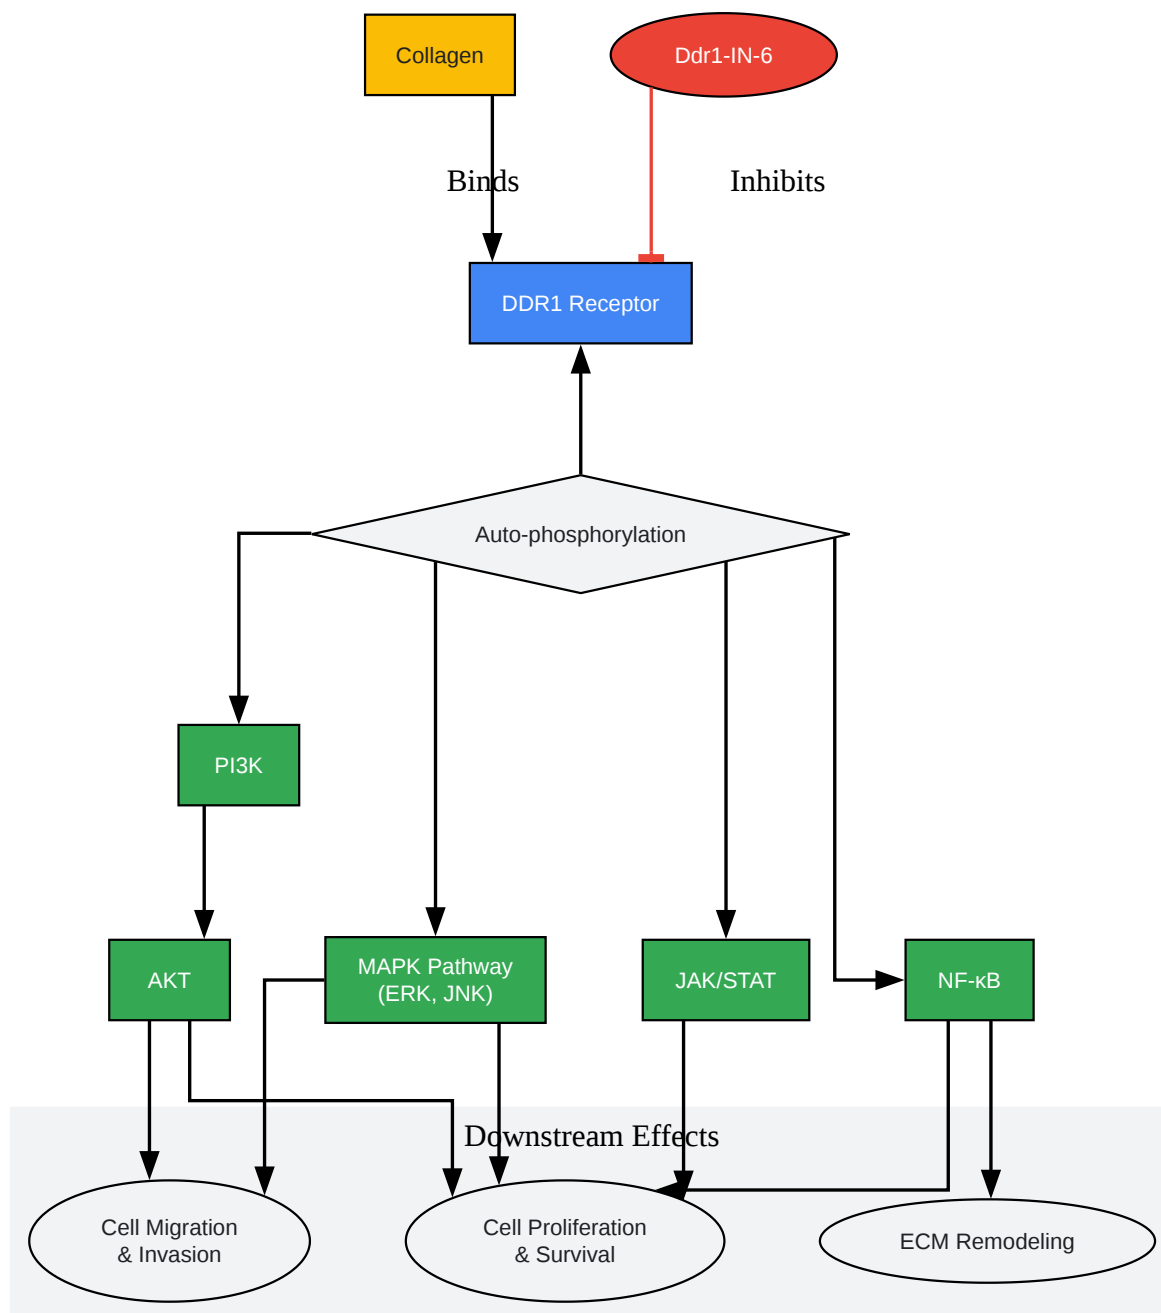 Collagen
Ddr1-IN-6
Binds
Inhibits
DDR1 Receptor
Auto-phosphorylation
PI3K
AKT
MAPK Pathway
(ERK, JNK)
JAK/STAT
NF-κB
Downstream Effects
Cell Migration
& Invasion
Cell Proliferation
& Survival
ECM Remodeling